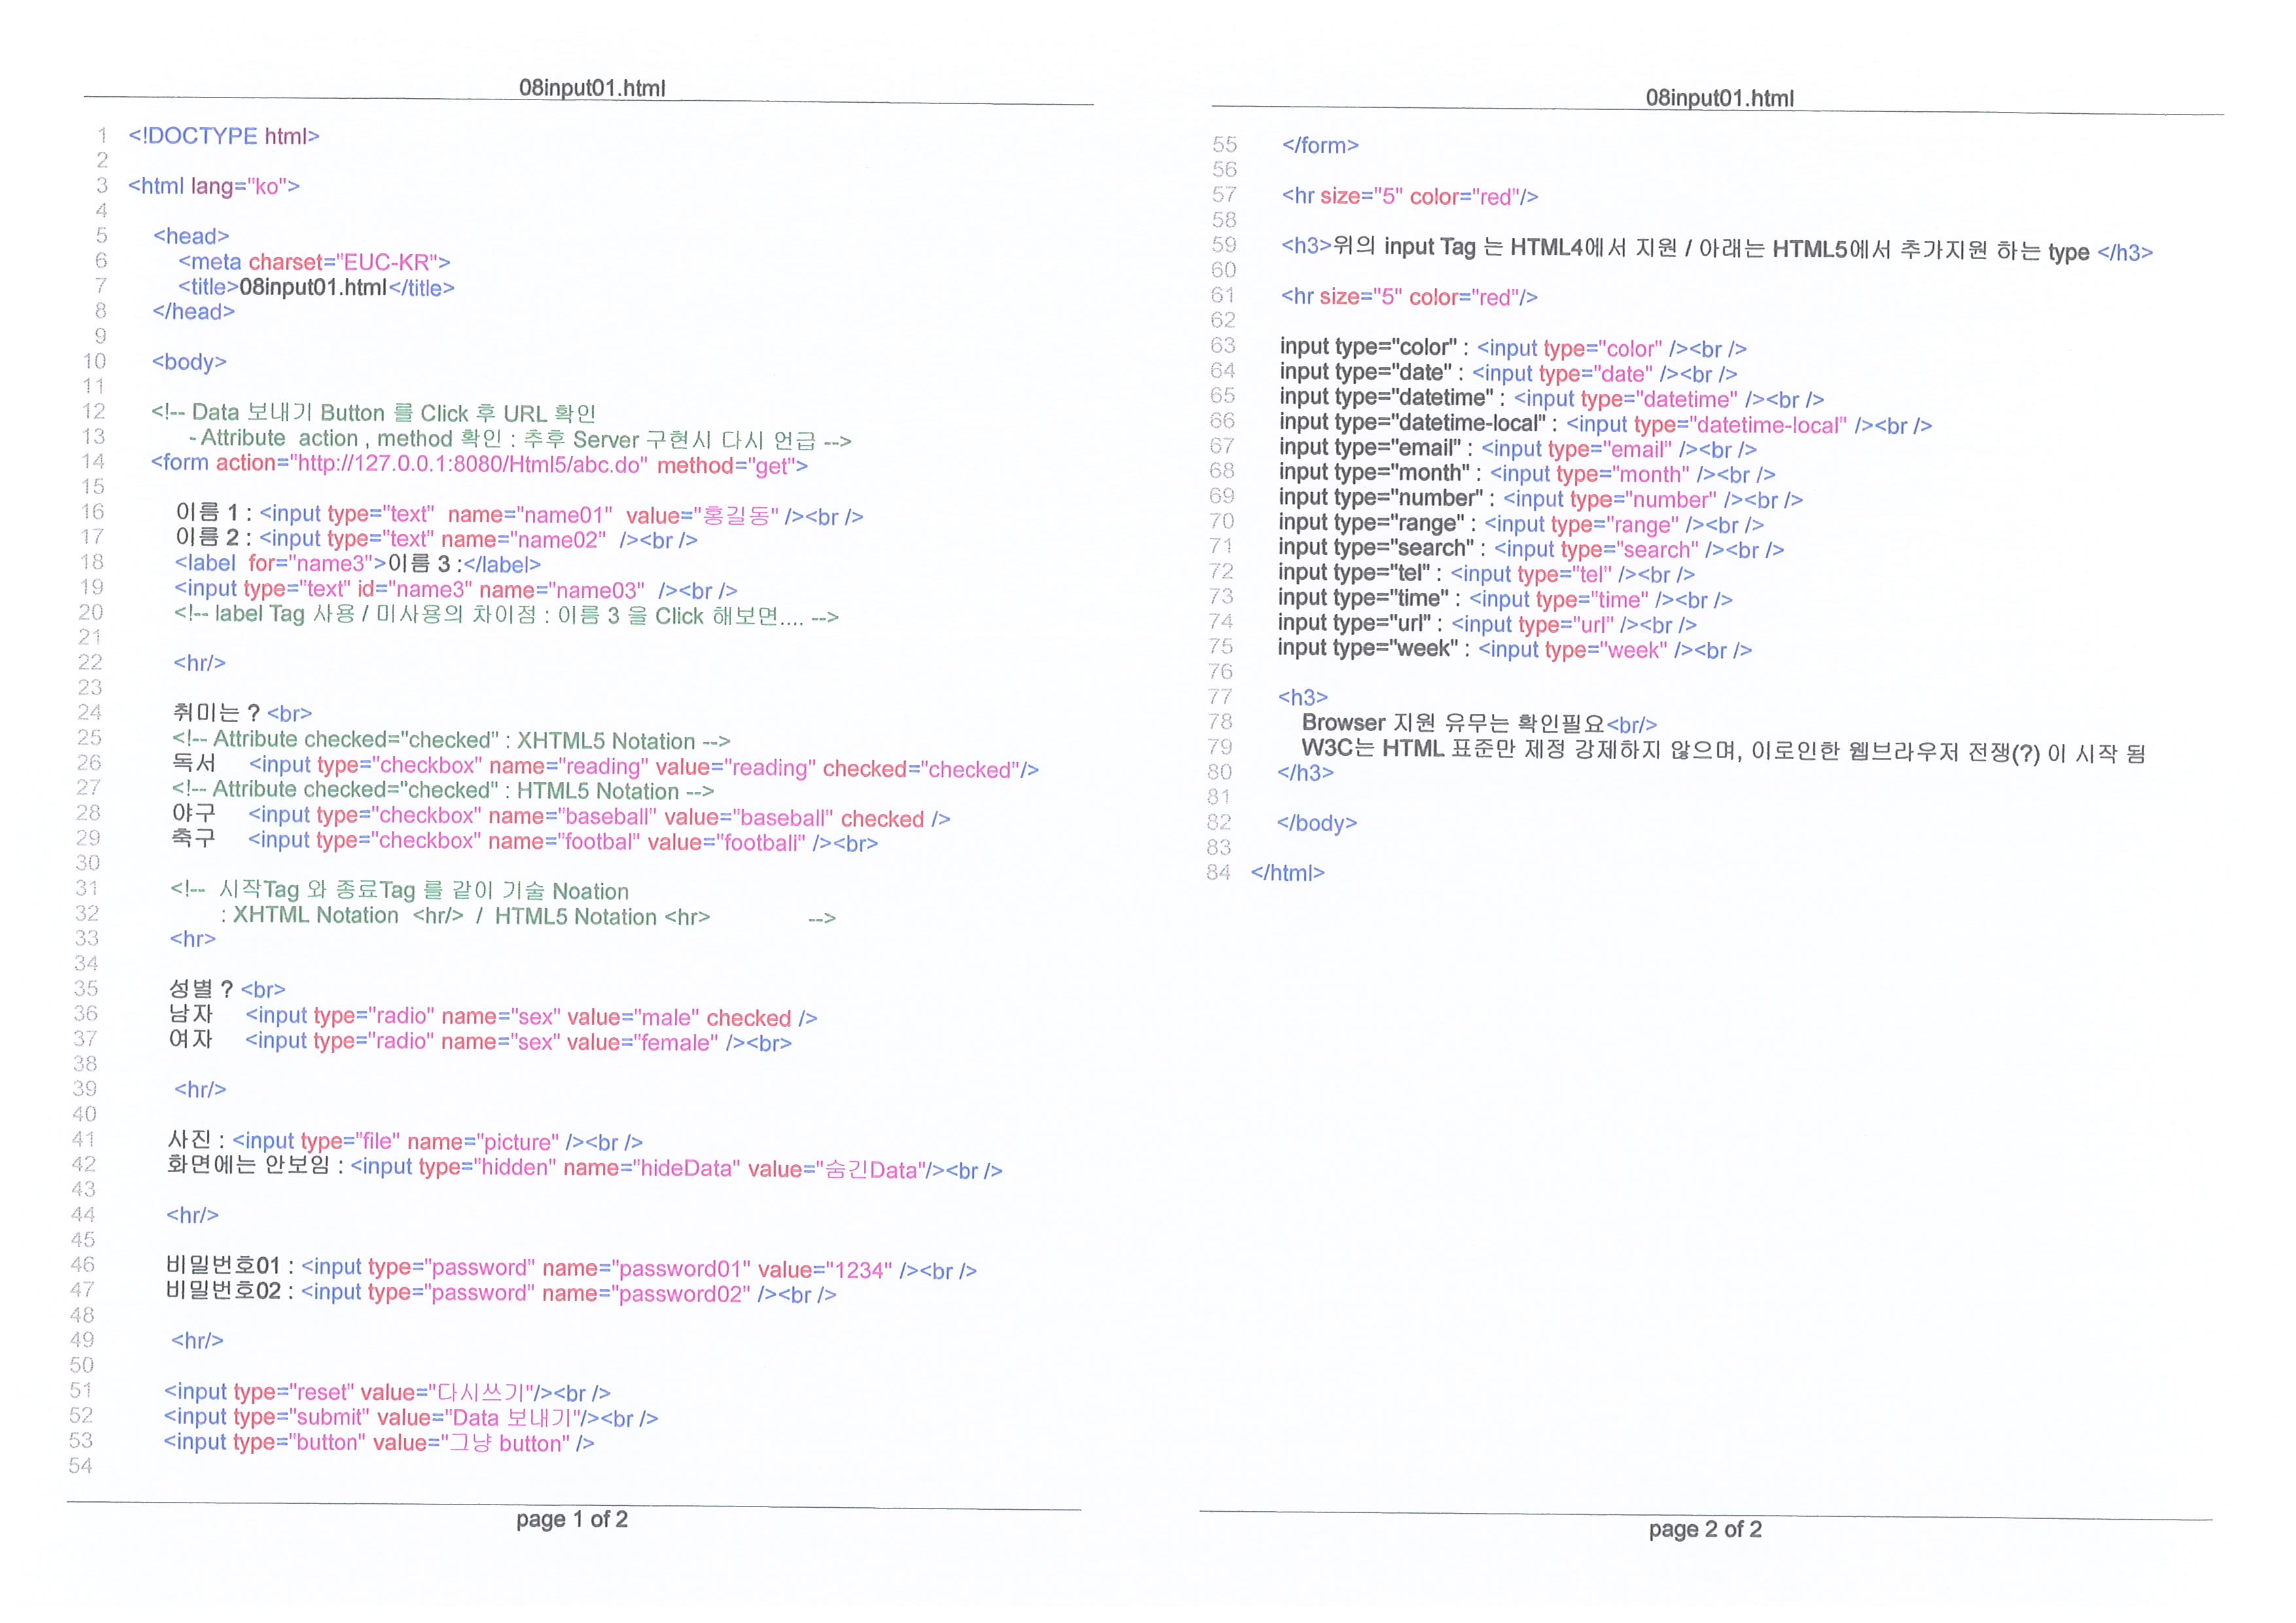 08input01.html
1 <!DOCTYPE html>
2
3 <html lang="ko">
4
5 <head>
6 <meta charset="EUC-KR">
7 <title>08input01.html</title>
8 </head>
9
10 <body>
11
12 <!-- Data 보내기 Button 를 Click 후 URL 확인
13 - Attribute action , method 확인 : 추후 Server 구현시 다시 언급 -->
14 <form action="http://127.0.0.1:8080/Html5/abc.do" method="get">
15
16 이름 1 : <input type="text" name="name01" value="홍길동" /><br />
17 이름 2 : <input type="text" name="name02" /><br />
18 <label for="name3">이름 3 :</label>
19 <input type="text" id="name3" name="name03" /><br />
20 <!-- label Tag 사용 / 미사용의 차이점 : 이름 3 을 Click 해보면.... -->
21
22 <hr/>
23
24 취미는 ? <br>
25 <!-- Attribute checked="checked" : XHTML5 Notation -->
26 독서 <input type="checkbox" name="reading" value="reading" checked="checked"/>
27 <!-- Attribute checked="checked" : HTML5 Notation -->
28 야구 <input type="checkbox" name="baseball" value="baseball" checked />
29 축구 <input type="checkbox" name="footbal" value="footbali" /><br>
30
31 <!-- 시작Tag 와 종료Tag 를 같이 기술 Noation
32 : XHTML Notation <hr/> / HTML5 Notation <hr> -->
33 <hr>
34
35 성별 ? <br>
36 남자 <input type="radio" name="sex" value="male" checked />
37 여자 <input type="radio" name="sex" value="female" /><br>
38
39 <hr/>
40
41 사진 : <input type="file" name="picture" /><br />
42 화면에는 안보임 : <input type="hidden" name="hideData" value="숨긴Data"/><br />
43
44 <hr/>
45
46 비밀번호01 : <input type="password" name="password01" value="1234" /><br />
47 비밀번호02 : <input type="password" name="password02" /><br />
48
49 <hr/>
50
51 <input type="reset" value="다시쓰기"/><br />
52 <input type="submit" value="Data 보내기"/><br />
53 <input type="button" value="그냥 button" />
54
page 1 of 2
08input01.html
55 </form>
56
57 <hr size="5" color="red"/>
58
59 <h3>위의 input Tag 는 HTML4에서 지원 / 아래는 HTML5에서 추가지원 하는 type </h3>
60
61 <hr size="5" color="red"/>
62
63 input type="color" : <input type="color" /><br />
64 input type="date" : <input type="date" /><br />
65 input type="datetime" : <input type="datetime" /><br />
66 input type="datetime-local" : <input type="datetime-local" /><br />
67 input type="email" : <input type="email" /><br />
68 input type="month" : <input type="month" /><br />
69 input type="number" : <input type="number" /><br />
70 input type="range" : <input type="range" /><br />
71 input type="search" : <input type="search" /><br />
72 input type="tel" : <input type="tel" /><br />
73 input type="time" : <input type="time" /><br />
74 input type="url" : <input type="url" /><br />
75 input type="week" : <input type="week" /><br />
76
77 <h3>
78 Browser 지원 유무는 확인필요<br/>
79 W3C는 HTML 표준만 제정 강제하지 않으며, 이로인한 웹브라우저 전쟁(?) 이 시작 됨
80 </h3>
81
82 </body>
83
84 </html>
page 2 of 2